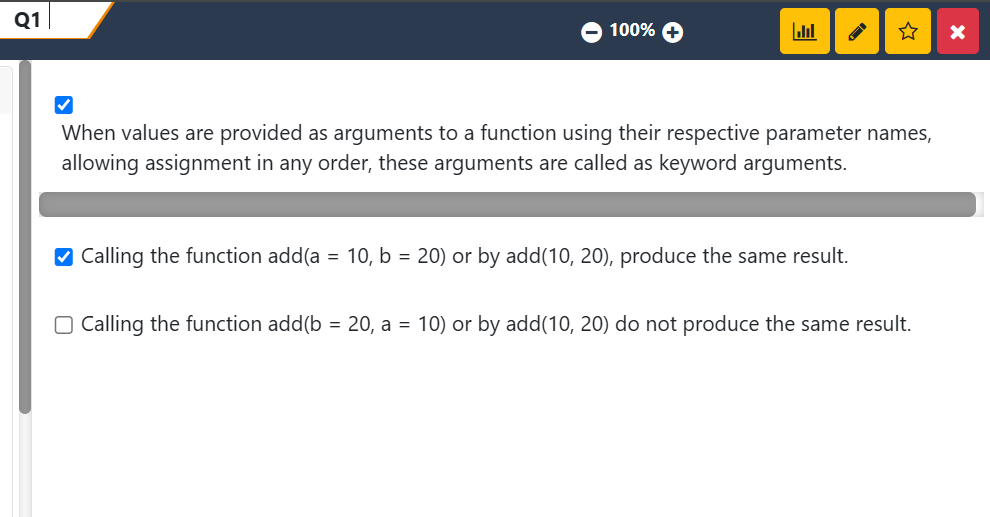 Q1
100%
When values are provided as arguments to a function using their respective parameter names,
allowing assignment in any order, these arguments are called as keyword arguments.
Calling the function add(a = 10, b = 20) or by add(10, 20), produce the same result.
Calling the function add(b = 20, a = 10) or by add(10, 20) do not produce the same result.